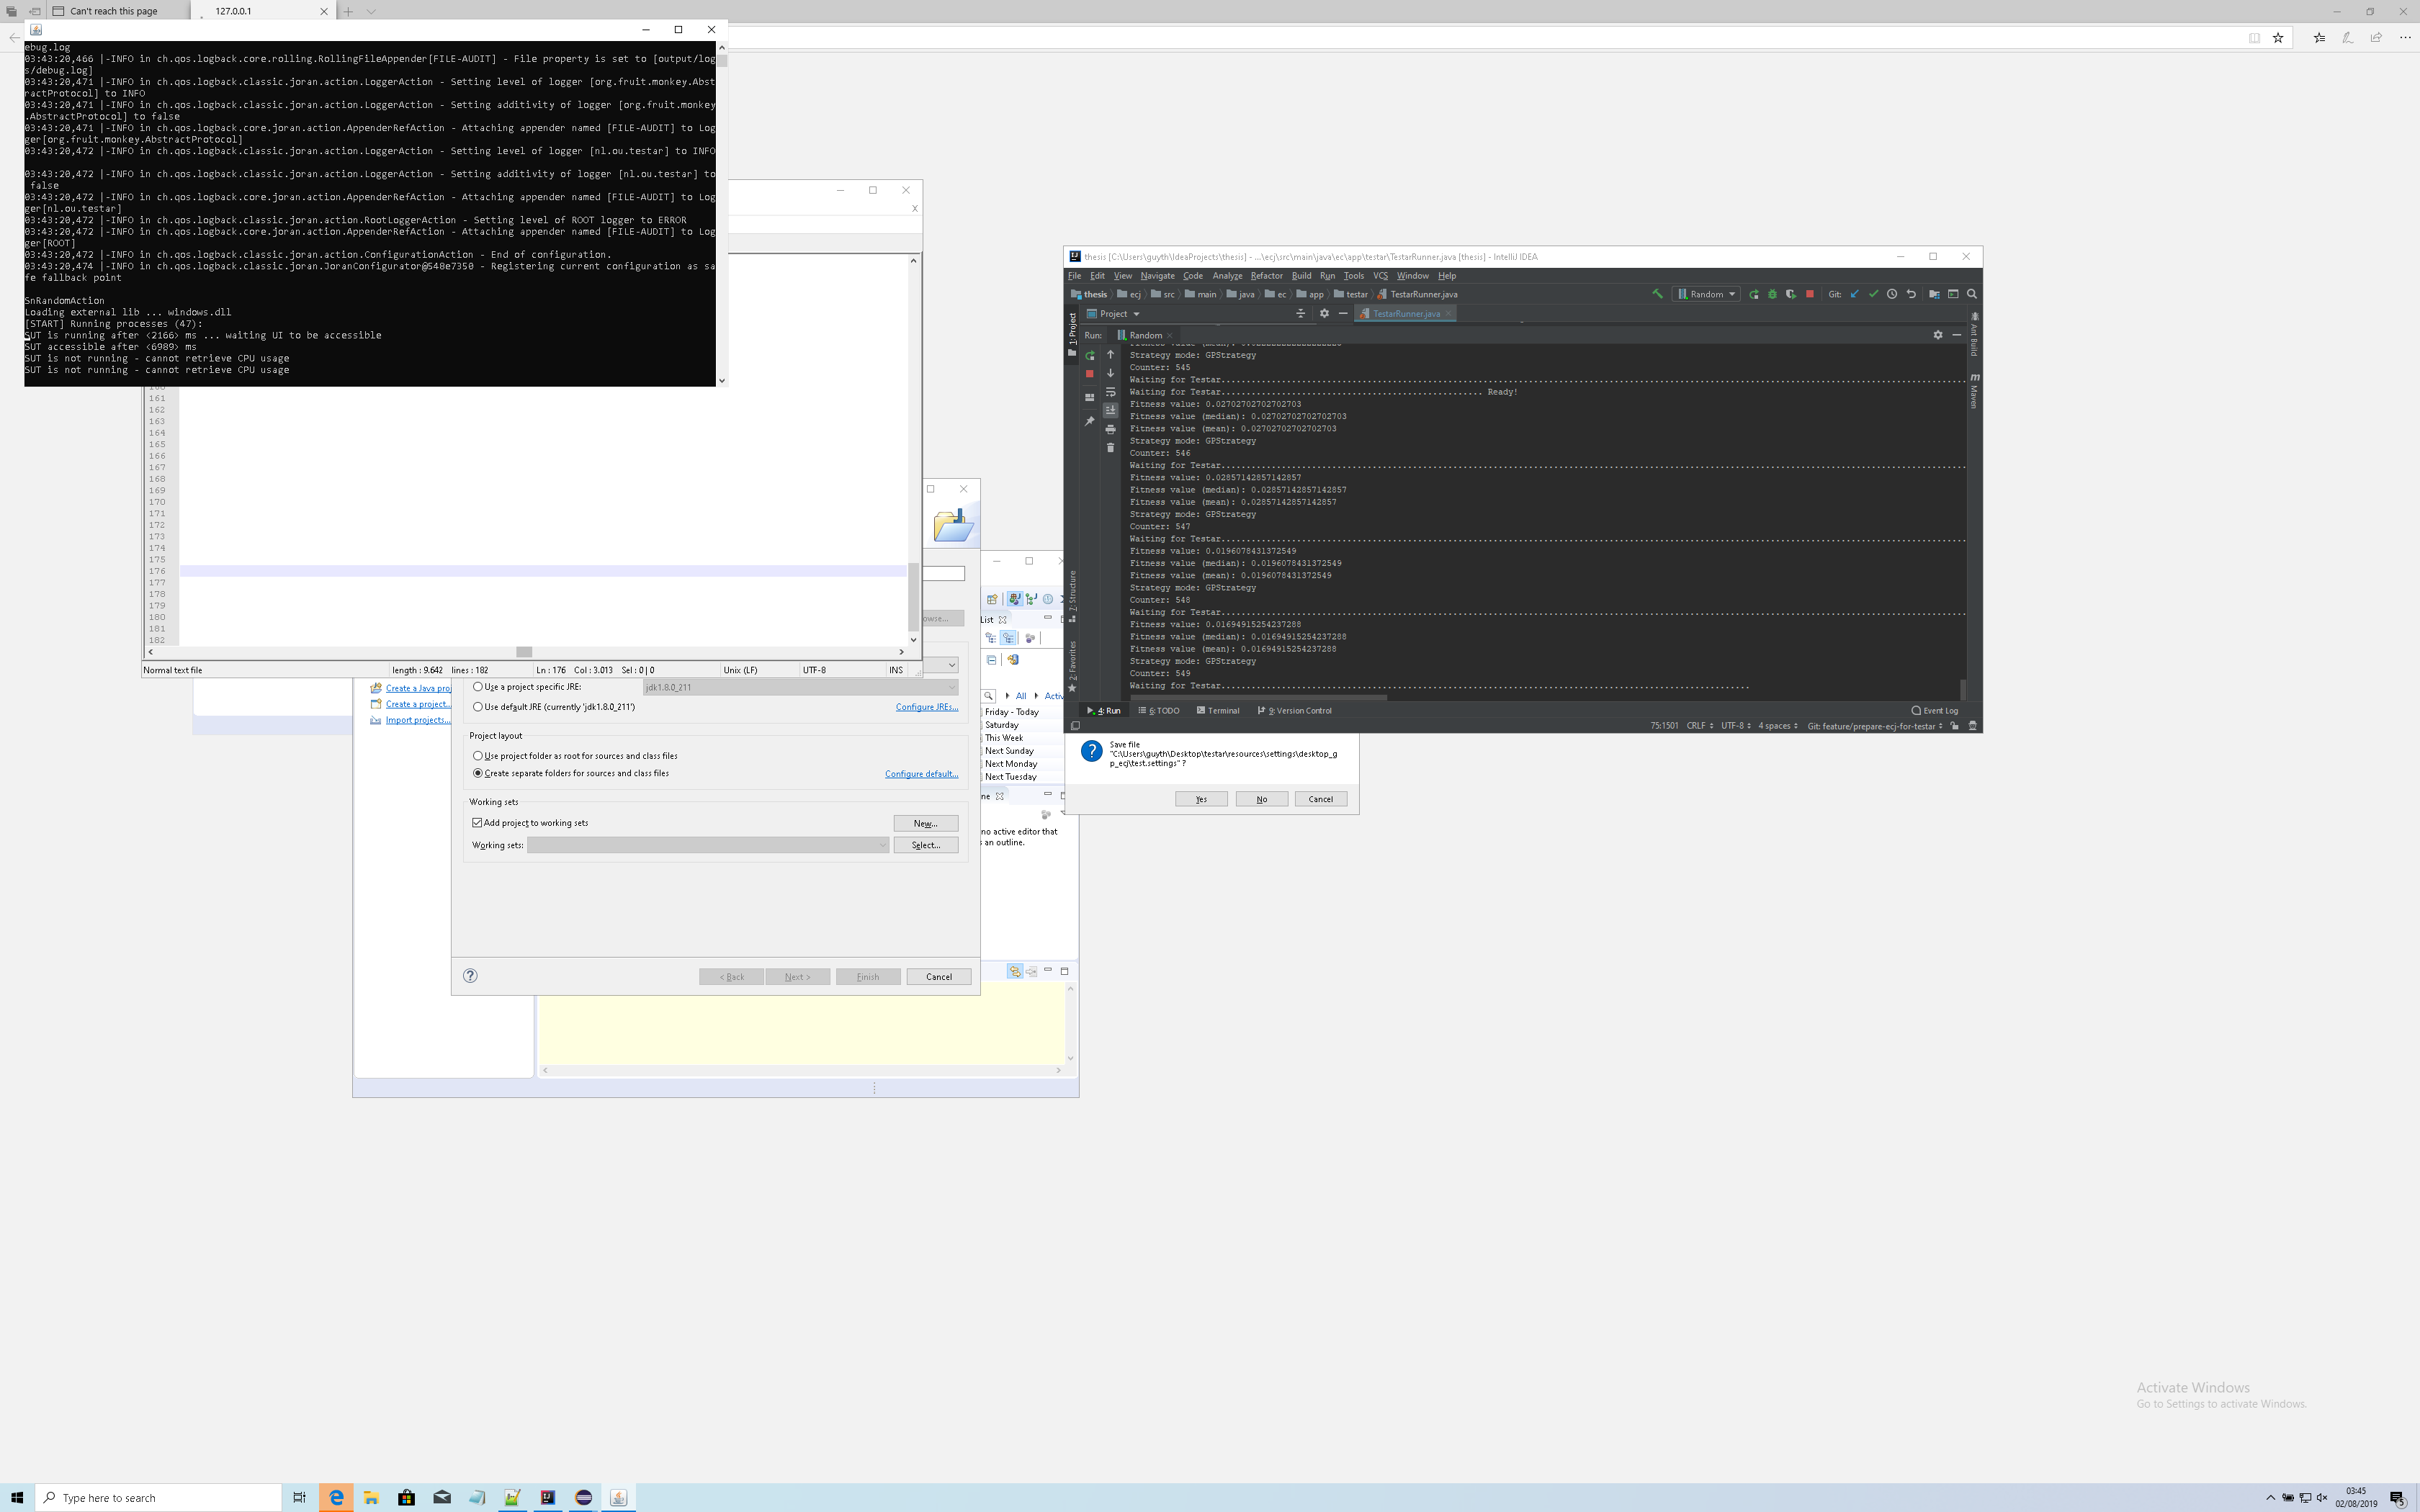 Can't reach this page
127.0.0.1
ebug.log
03:43:20,466 |-INFO in ch.qos.logback.core.rolling.RollingFileAppender[FILE-AUDIT] - File property is set to [output/log
s/debug.log]
03:43:20,471 |-INFO in ch.qos.logback.classic.joran.action.LoggerAction - Setting level of logger [org.fruit.monkey.Abst
ractProtocol] to INFO
03:43:20,471 |-INFO in ch.qos.logback.classic.joran.action.LoggerAction - Setting additivity of logger [org.fruit.monkey
.AbstractProtocol] to false
03:43:20,471 |-INFO in ch.qos.logback.core.joran.action.AppenderRefAction - Attaching appender named [FILE-AUDIT] to Log
ger[org.fruit.monkey.AbstractProtocol]
03:43:20,472 |-INFO in ch.qos.logback.classic.joran.action.LoggerAction - Setting level of logger [nl.ou.testar] to INFO
03:43:20,472 |-INFO in ch.qos.logback.classic.joran.action.LoggerAction - Setting additivity of logger [nl.ou.testar] to
false
03:43:20,472 |-INFO in ch.qos.logback.core.joran.action.AppenderRefAction - Attaching appender named [FILE-AUDIT] to Log
ger[nl.ou.testar]
03:43:20,472 |-INFO in ch.qos.logback.classic.joran.action.RootLoggerAction - Setting level of ROOT logger to ERROR
03:43:20,472 |-INFO in ch.qos.logback.core.joran.action.AppenderRefAction - Attaching appender named [FILE-AUDIT] to Log
ger[ROOT]
03:43:20,472 |-INFO in ch.qos.logback.classic.joran.action.ConfigurationAction - End of configuration.
03:43:20,474 |-INFO in ch.qos.logback.classic.joran.JoranConfigurator@548e7350 - Registering current configuration as sa
fe fallback point
SnRandomAction
Loading external lib ... windows.dll
[START] Running processes (47):
SUT is running after <2166> ms ... waiting UI to be accessible
SUT accessible after <6989> ms
SUT is not running - cannot retrieve CPU usage
SUT is not running - cannot retrieve CPU usage
X
161
162
163
164
165
166
167
168
169
170
171
172
173
174
175
176
177
178
179
180
181
182
Normal text file length : 9.642 lines : 182 Ln : 176 Col : 3.013 Sel : 0 | 0 Unix (LF) UTF-8 INS
Create a Java proj
Create a project...
Import projects...
owse...
Use a project specific JRE: jdk1.8.0_211
Use default JRE (currently 'jdk1.8.0_211') Configure JREs...
Project layout
Use project folder as root for sources and class files
Create separate folders for sources and class files Configure default...
Working sets
Add project to working sets New...
Working sets: Select...
< Back Next > Finish Cancel
List
All Activ
Friday - Today
Saturday
This Week
Next Sunday
Next Monday
Next Tuesday
ne
no active editor that
s an outline.
thesis [C:\Users\guyth\IdeaProjects\thesis] - ...\ecj\src\main\java\ec\app\testar\TestarRunner.java [thesis] - IntelliJ IDEA
File Edit View Navigate Code Analyze Refactor Build Run Tools VCS Window Help
thesis ecj src main java ec app testar TestarRunner.java Random Git:
1: Project
Project TestarRunner.java
Ant Build
Maven
Run: Random
Strategy mode: GPStrategy
Counter: 545
Waiting for Testar.....................................................................................................
Waiting for Testar.................................................. Ready!
Fitness value: 0.02702702702702703
Fitness value (median): 0.02702702702702703
Fitness value (mean): 0.02702702702702703
Strategy mode: GPStrategy
Counter: 546
Waiting for Testar.....................................................................................................
Fitness value: 0.02857142857142857
Fitness value (median): 0.02857142857142857
Fitness value (mean): 0.02857142857142857
Strategy mode: GPStrategy
Counter: 547
Waiting for Testar.....................................................................................................
Fitness value: 0.0196078431372549
Fitness value (median): 0.0196078431372549
Fitness value (mean): 0.0196078431372549
Strategy mode: GPStrategy
Counter: 548
Waiting for Testar.....................................................................................................
Fitness value: 0.01694915254237288
Fitness value (median): 0.01694915254237288
Fitness value (mean): 0.01694915254237288
Strategy mode: GPStrategy
Counter: 549
Waiting for Testar.....................................................................................................
7: Structure
2: Favorites
4: Run 6: TODO Terminal 9: Version Control Event Log
75:1501 CRLF UTF-8 4 spaces Git: feature/prepare-ecj-for-testar
Save file
"C:\Users\guyth\Desktop\testar\resources\settings\desktop_g
p_ecj\test.settings" ?
Yes No Cancel
Activate Windows
Go to Settings to activate Windows.
Type here to search
03:45
02/08/2019
5